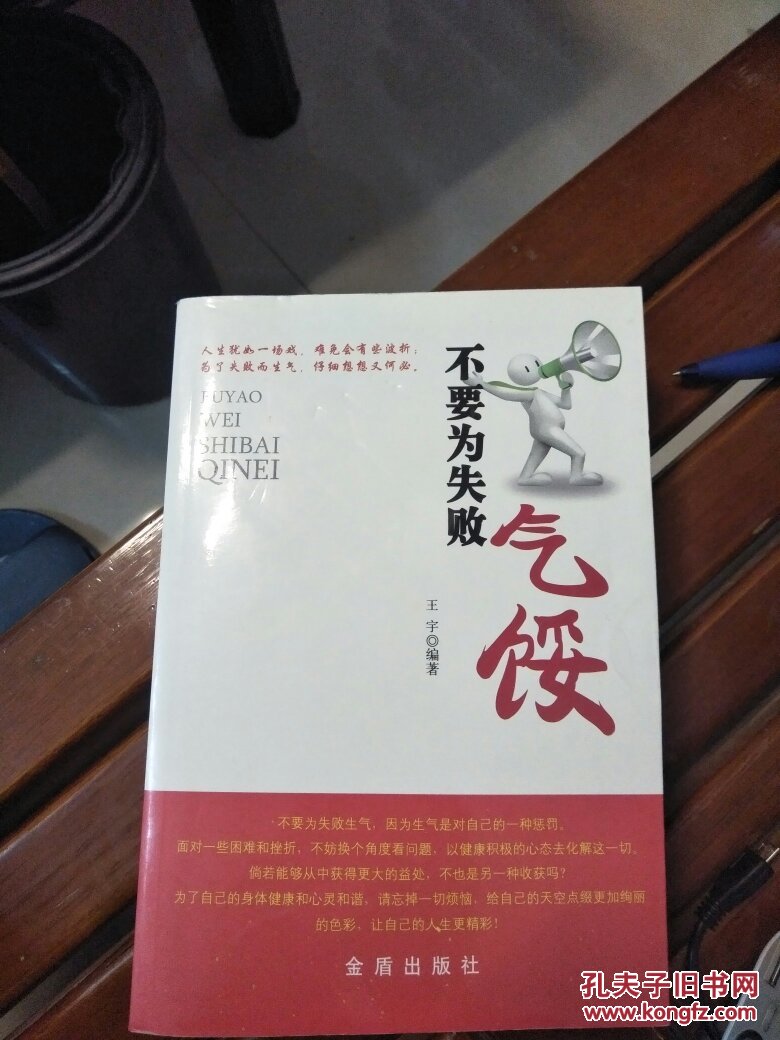 人生犹如一场戏，难免会有些波折；
为了失败而生气，仔细想想又何必。
BUYAO
WEI
SHIBAI
QINEI
不要为失败
气馁
王宇◎编著
不要为失败生气，因为生气是对自己的一种惩罚。
面对一些困难和挫折，不妨换个角度看问题，以健康积极的心态去化解这一切。
倘若能够从中获得更大的益处，不也是另一种收获吗？
为了自己的身体健康和心灵和谐，请忘掉一切烦恼，给自己的天空点缀更加绚丽
的色彩，让自己的人生更精彩！
金盾出版社
孔夫子旧书网
www.kongfz.com